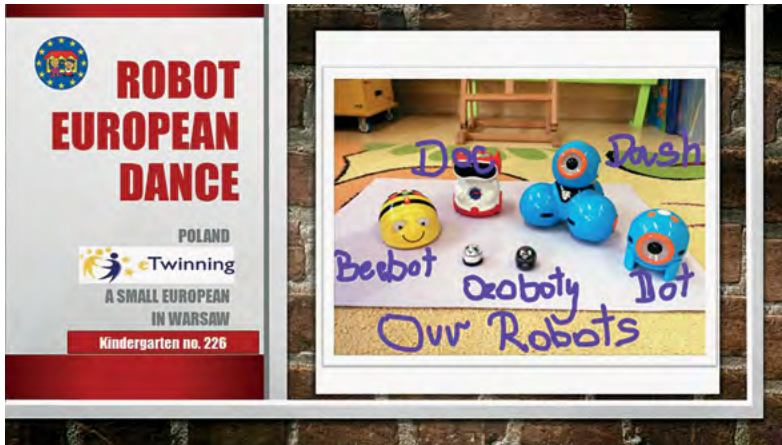 ROBOT
EUROPEAN
DANCE
POLAND
eTwinning
A SMALL EUROPEAN
IN WARSAW
Kindergarten no. 226
Doc
Dash
Beebot
Ozoboty
Dot
Our Robots